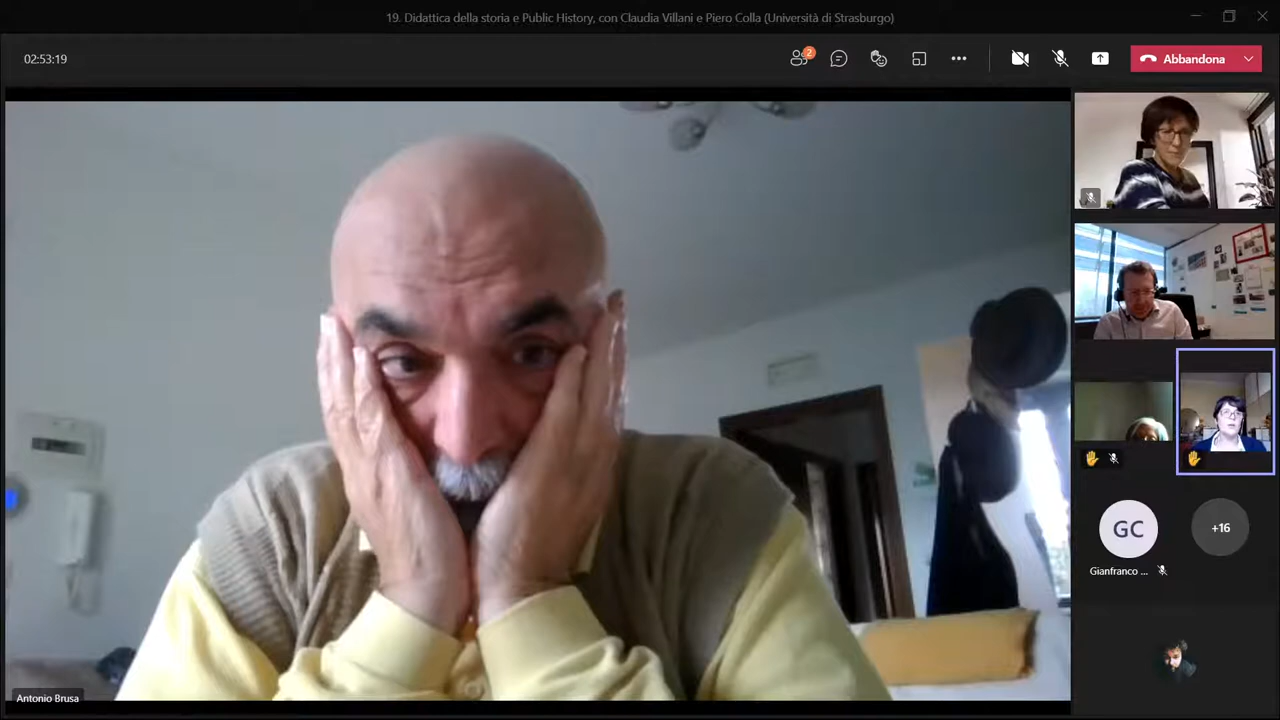 19. Didattica della storia e Public History, con Claudia Villani e Piero Colla (Università di Strasburgo)
02:53:19
2
Abbandona
GC
+16
Gianfranco ...
Antonio Brusa